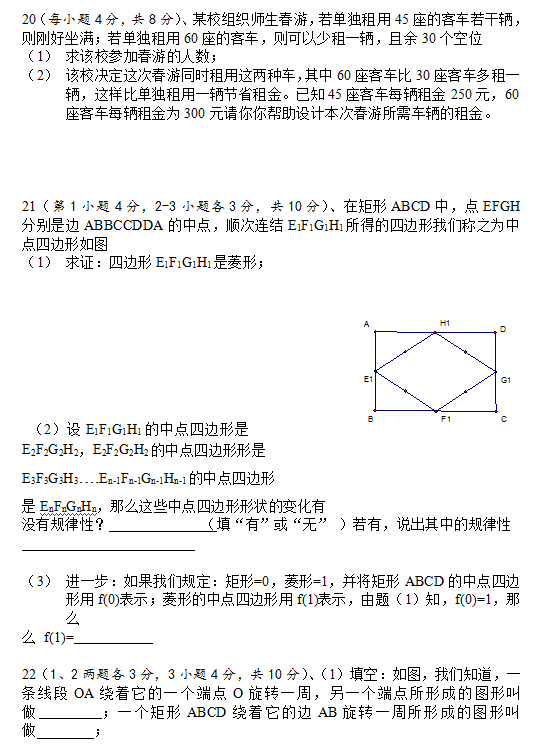 20（每小题4分，共8分）、某校组织师生春游，若单独租用45座的客车若干辆，
则刚好坐满；若单独租用60座的客车，则可以少租一辆，且余30个空位
（1） 求该校参加春游的人数；
（2） 该校决定这次春游同时租用这两种车，其中60座客车比30座客车多租一
辆，这样比单独租用一辆节省租金。已知45座客车每辆租金250元，60
座客车每辆租金为300元请你你帮助设计本次春游所需车辆的租金。
21（第1小题4分，2-3小题各3分，共10分）、在矩形ABCD中，点EFGH
分别是边ABBCCDDA的中点，顺次连结E1F1G1H1所得的四边形我们称之为中
点四边形如图
（1） 求证：四边形E1F1G1H1是菱形；
A H1 D
E1 G1
B F1 C
（2）设E1F1G1H1的中点四边形是
E2F2G2H2，E2F2G2H2的中点四边形形是
E3F3G3H3….En-1Fn-1Gn-1Hn-1的中点四边形
是EnFnGnHn，那么这些中点四边形形状的变化有
没有规律性？______________（填“有”或“无” ）若有，说出其中的规律性
________________________
（3） 进一步：如果我们规定：矩形=0，菱形=1，并将矩形ABCD的中点四边
形用f(0)表示；菱形的中点四边形用f(1)表示，由题（1）知，f(0)=1，那
么
么 f(1)=___________
22（1、2两题各3分，3小题4分，共10分）、（1）填空：如图，我们知道，一
条线段OA绕着它的一个端点O旋转一周，另一个端点所形成的图形叫
做________；一个矩形ABCD绕着它的边AB旋转一周所形成的图形叫
做________；